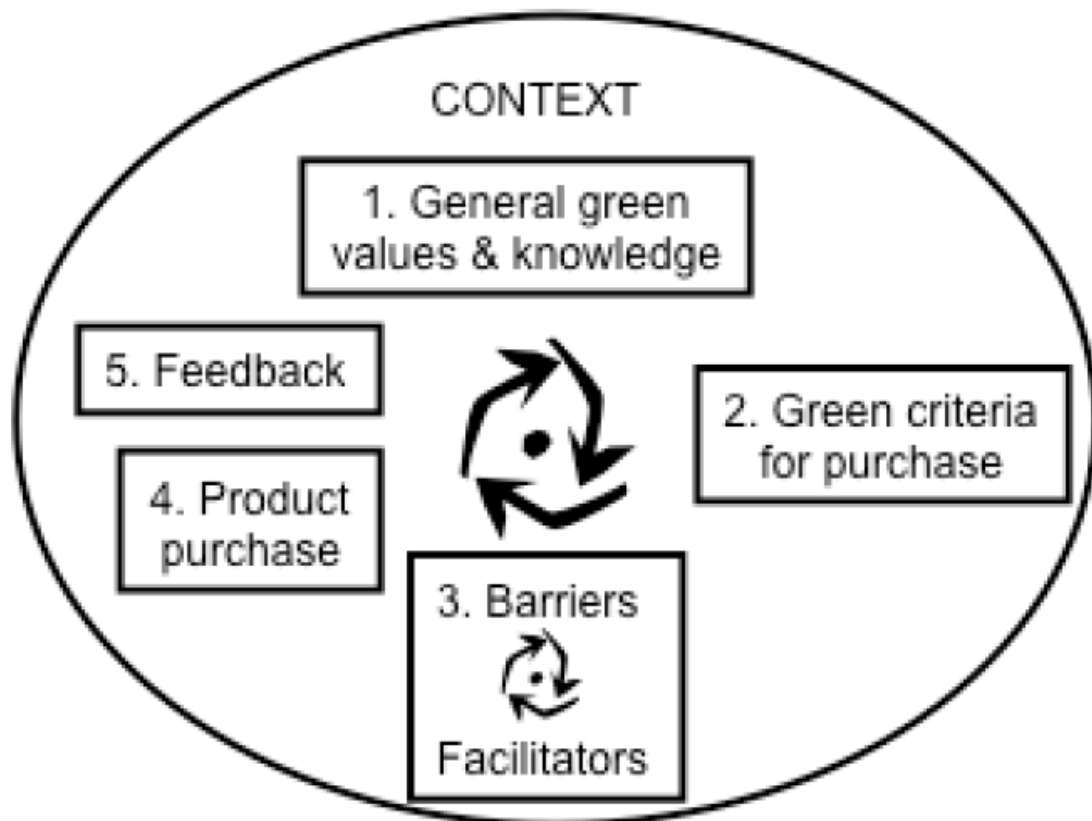 CONTEXT
1. General green
values & knowledge
2. Green criteria
for purchase
3. Barriers
Facilitators
4. Product
purchase
5. Feedback